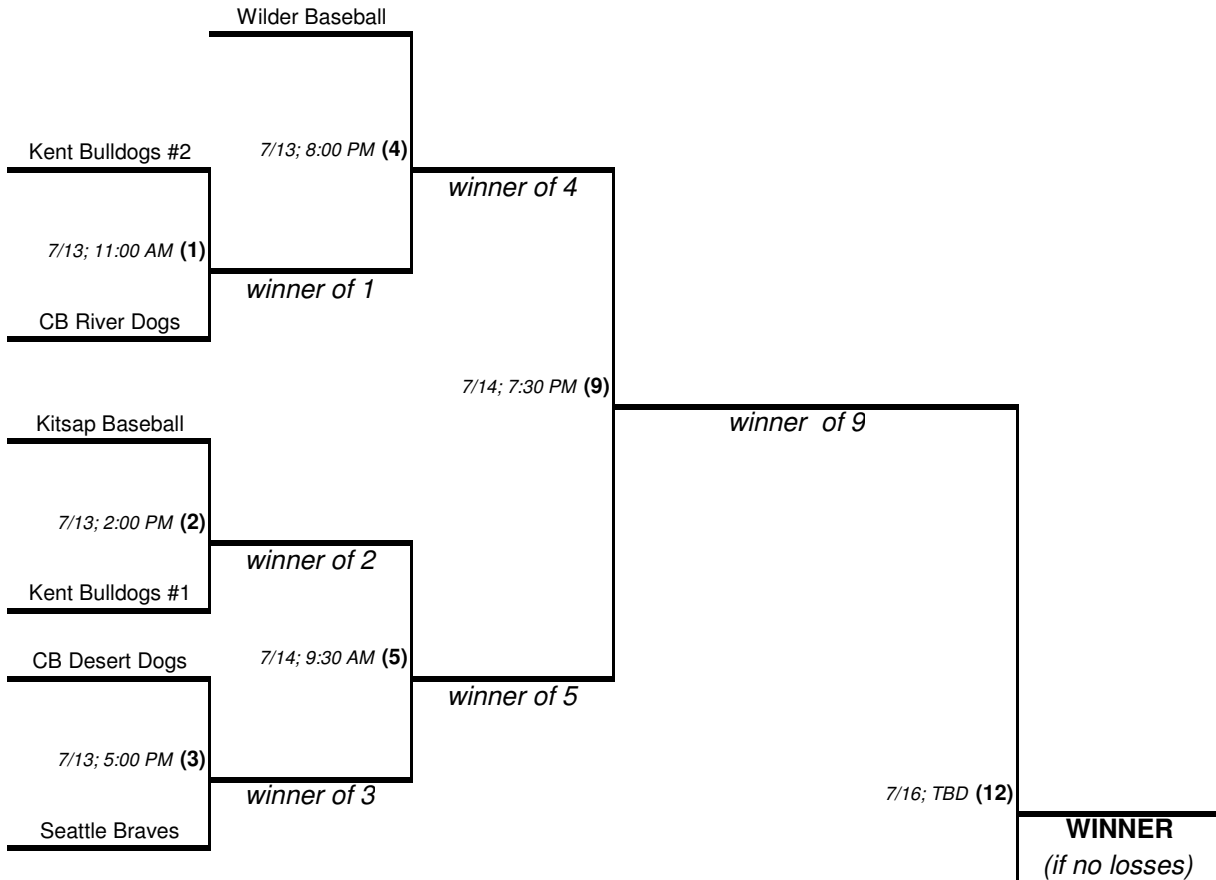 Wilder Baseball
Kent Bulldogs #2
7/13; 8:00 PM (4)
winner of 4
7/13; 11:00 AM (1)
winner of 1
CB River Dogs
7/14; 7:30 PM (9)
winner of 9
Kitsap Baseball
7/13; 2:00 PM (2)
winner of 2
Kent Bulldogs #1
CB Desert Dogs
7/14; 9:30 AM (5)
winner of 5
7/13; 5:00 PM (3)
winner of 3
Seattle Braves
7/16; TBD (12)
WINNER
(if no losses)